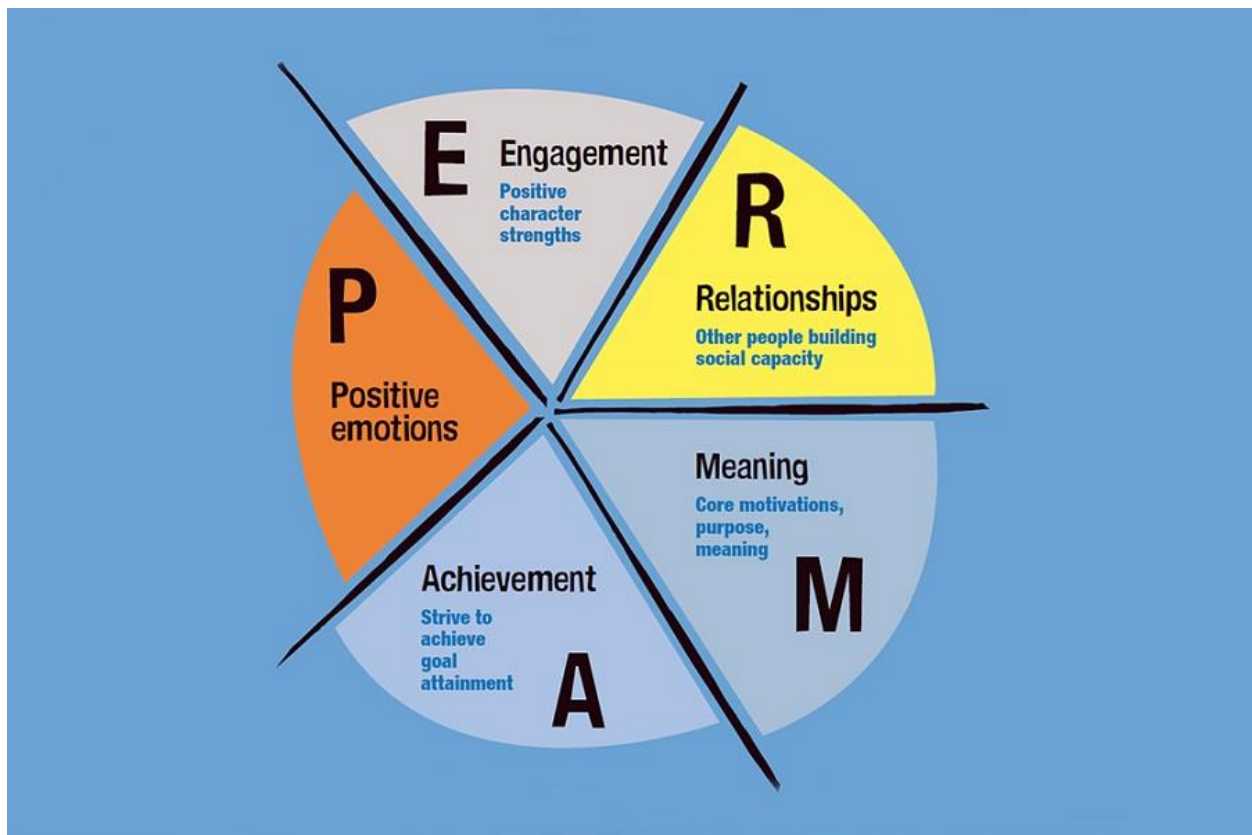 P
Positive
emotions
E
Engagement
Positive
character
strengths
R
Relationships
Other people building
social capacity
Meaning
Core motivations,
purpose,
meaning
M
Achievement
Strive to
achieve
goal
attainment
A